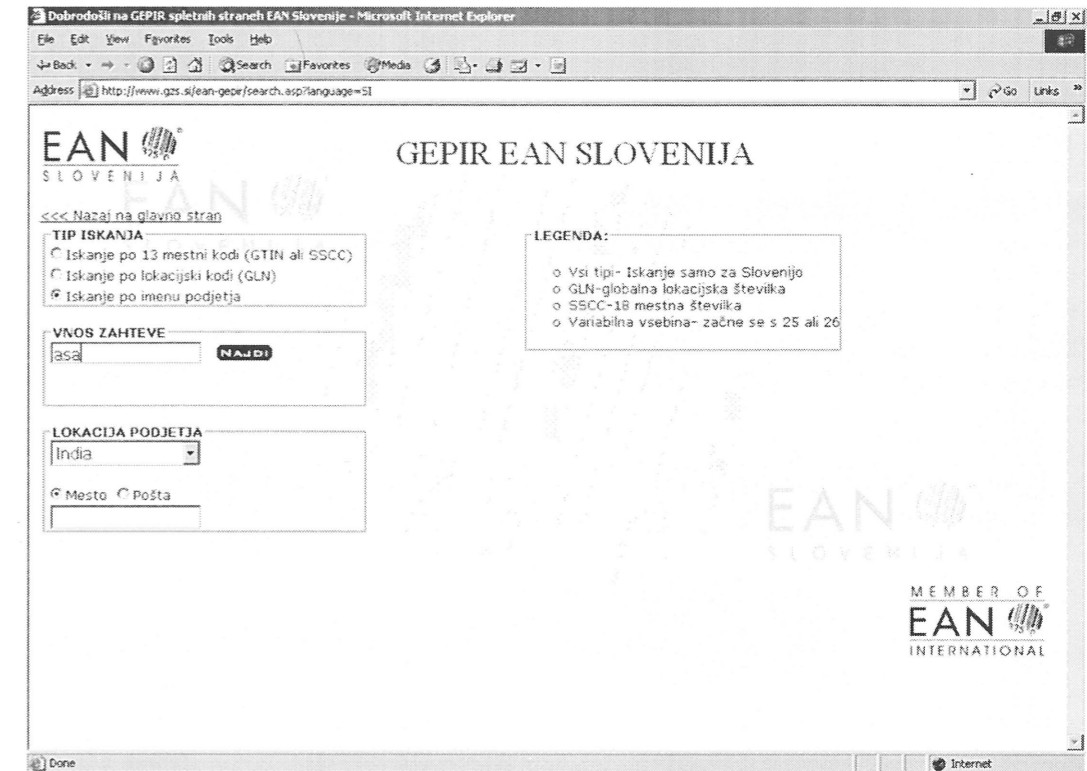 Dobrodošli na GEPIR spletnih straneh EAN Slovenije - Microsoft Internet Explorer
File Edit View Favorites Tools Help
Back Search Favorites Media
Address http://www.gzs.si/ean-gepir/search.asp?language=SI Go Links »
EAN
SLOVENIJA
GEPIR EAN SLOVENIJA
EAN
SLOVENIJA
<<< Nazaj na glavno stran
TIP ISKANJA
Iskanje po 13 mestni kodi (GTIN ali SSCC)
Iskanje po lokacijski kodi (GLN)
Iskanje po imenu podjetja
LEGENDA:
Vsi tipi- Iskanje samo za Slovenijo
GLN-globalna lokacijska številka
SSCC-18 mestna številka
Variabilna vsebina- začne se s 25 ali 26
VNOS ZAHTEVE
asa NAJDI
LOKACIJA PODJETJA
India
Mesto Pošta
EAN
SLOVENIJA
MEMBER OF
EAN
INTERNATIONAL
Done Internet